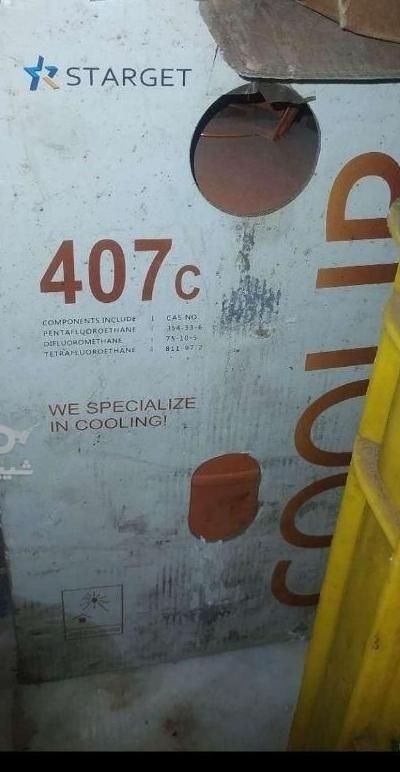 STARGET
407C
COMPONENTS INCLUDE | CAS NO.
PENTAFLUOROETHANE | 354-33-6
DIFLUOROMETHANE | 75-10-5
TETRAFLUOROETHANE | 811-97-2
WE SPECIALIZE
IN COOLING!